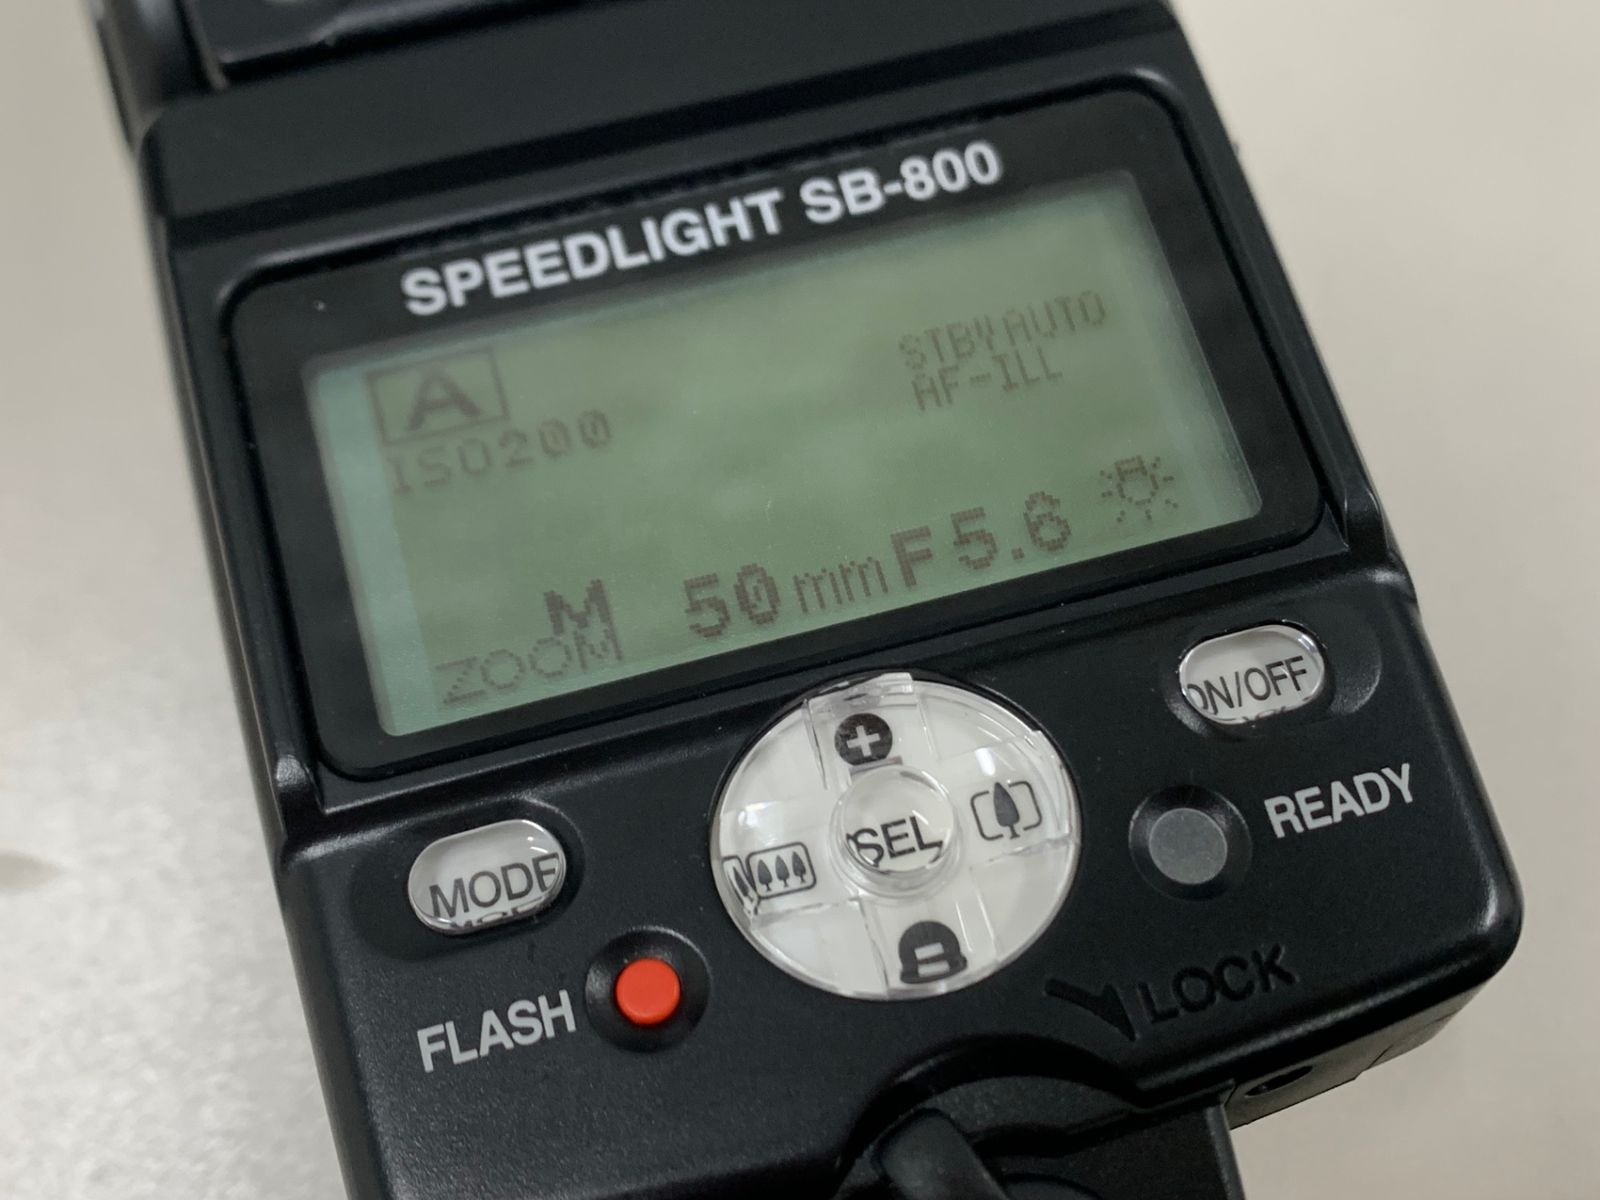 SPEEDLIGHT SB-800
A
STBY AUTO
ISO200
AF-ILL
M 50mm F5.6
ZOOM
ON/OFF
MODE
SEL
READY
FLASH
LOCK